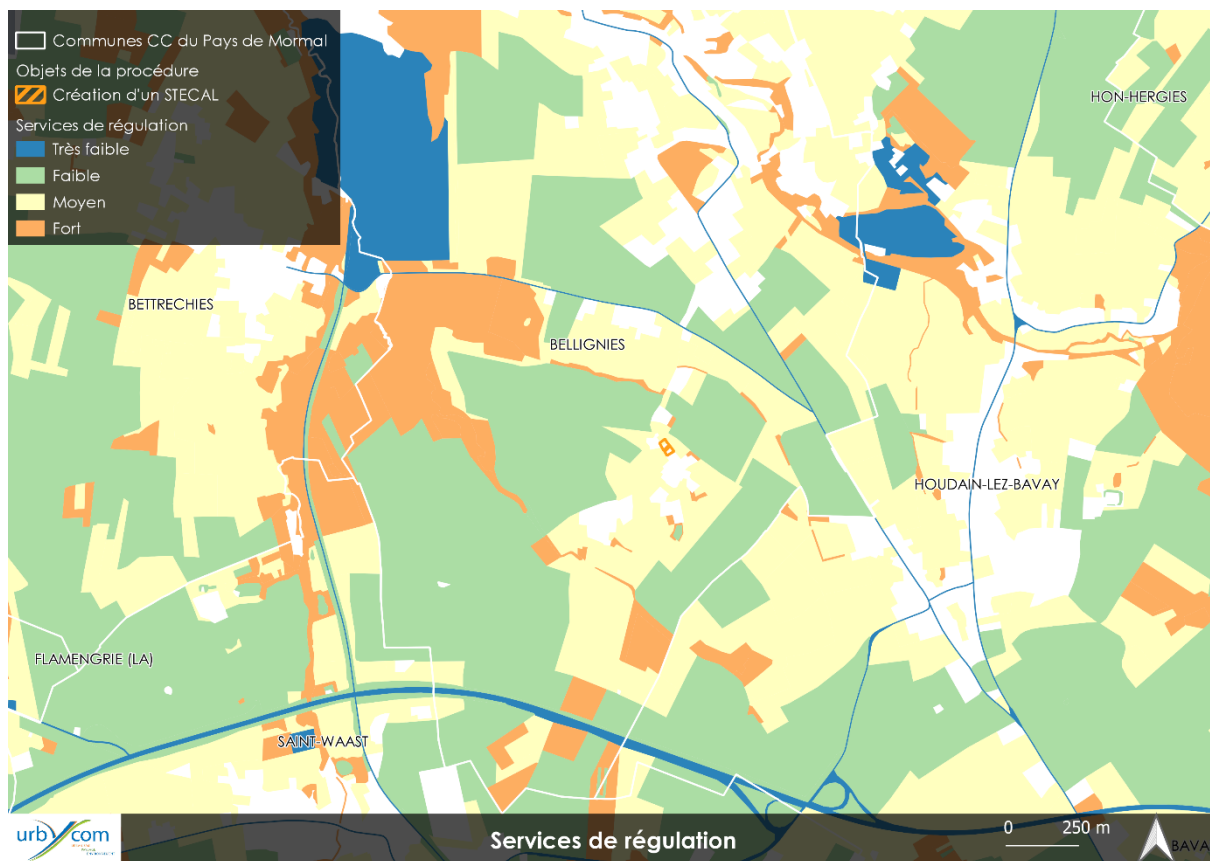 Communes CC du Pays de Mormal
Objets de la procédure
Création d'un STECAL
Services de régulation
Très faible
Faible
Moyen
Fort
HON-HERGIES
BETTRECHIES
BELLIGNIES
HOUDAIN-LEZ-BAVAY
FLAMENGRIE (LA)
SAINT-WAAST
urbycom
Services de régulation
0 250 m
BAVA